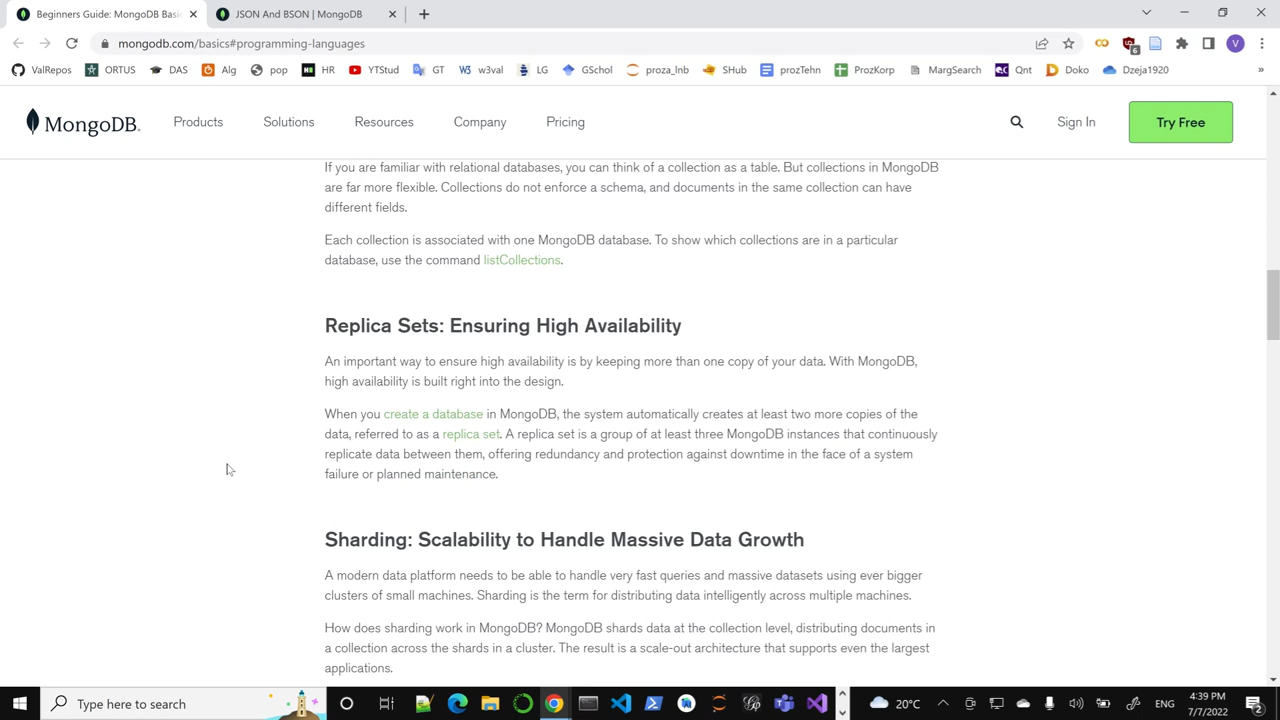 Beginners Guide: MongoDB Basi
JSON And BSON | MongoDB
mongodb.com/basics#programming-languages
6
V
ValRepos
ORTUS
DAS
Alg
pop
HR
YTStud
GT
w3val
LG
GSchol
proza_lnb
SHub
prozTehn
ProzKorp
MargSearch
Qnt
Doko
Dzeja1920
»
MongoDB.
Products
Solutions
Resources
Company
Pricing
Sign In
Try Free
If you are familiar with relational databases, you can think of a collection as a table. But collections in MongoDB
are far more flexible. Collections do not enforce a schema, and documents in the same collection can have
different fields.
Each collection is associated with one MongoDB database. To show which collections are in a particular
database, use the command listCollections.
Replica Sets: Ensuring High Availability
An important way to ensure high availability is by keeping more than one copy of your data. With MongoDB,
high availability is built right into the design.
When you create a database in MongoDB, the system automatically creates at least two more copies of the
data, referred to as a replica set. A replica set is a group of at least three MongoDB instances that continuously
replicate data between them, offering redundancy and protection against downtime in the face of a system
failure or planned maintenance.
Sharding: Scalability to Handle Massive Data Growth
A modern data platform needs to be able to handle very fast queries and massive datasets using ever bigger
clusters of small machines. Sharding is the term for distributing data intelligently across multiple machines.
How does sharding work in MongoDB? MongoDB shards data at the collection level, distributing documents in
a collection across the shards in a cluster. The result is a scale-out architecture that supports even the largest
applications.
Type here to search
20°C
ENG
4:39 PM
7/7/2022
2